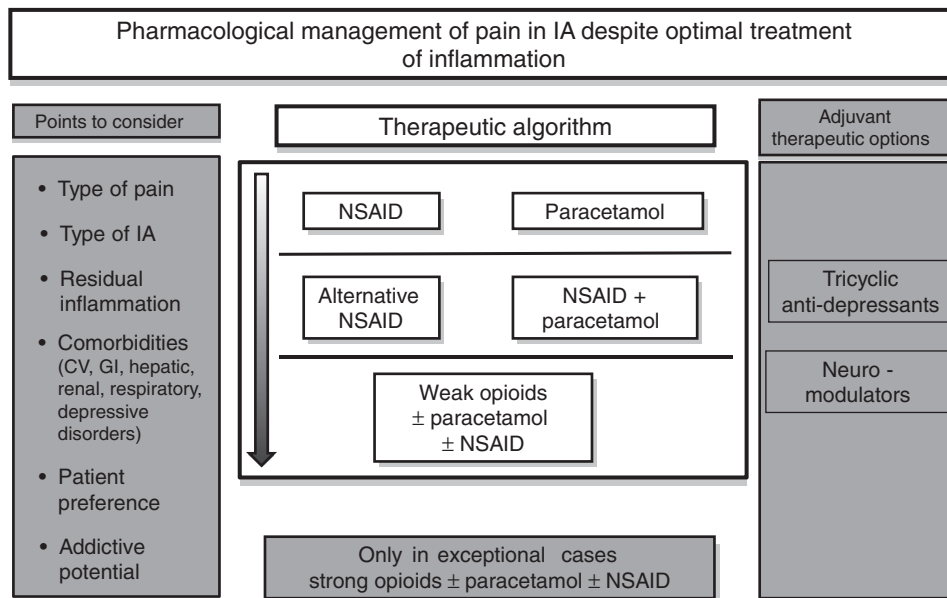 Pharmacological management of pain in IA despite optimal treatment
of inflammation
Points to consider
• Type of pain
• Type of IA
• Residual
inflammation
• Comorbidities
(CV, GI, hepatic,
renal, respiratory,
depressive
disorders)
• Patient
preference
• Addictive
potential
Therapeutic algorithm
NSAID
Paracetamol
Alternative
NSAID
NSAID +
paracetamol
Weak opioids
± paracetamol
± NSAID
Only in exceptional cases
strong opioids ± paracetamol ± NSAID
Adjuvant
therapeutic options
Tricyclic
anti-depressants
Neuro -
modulators